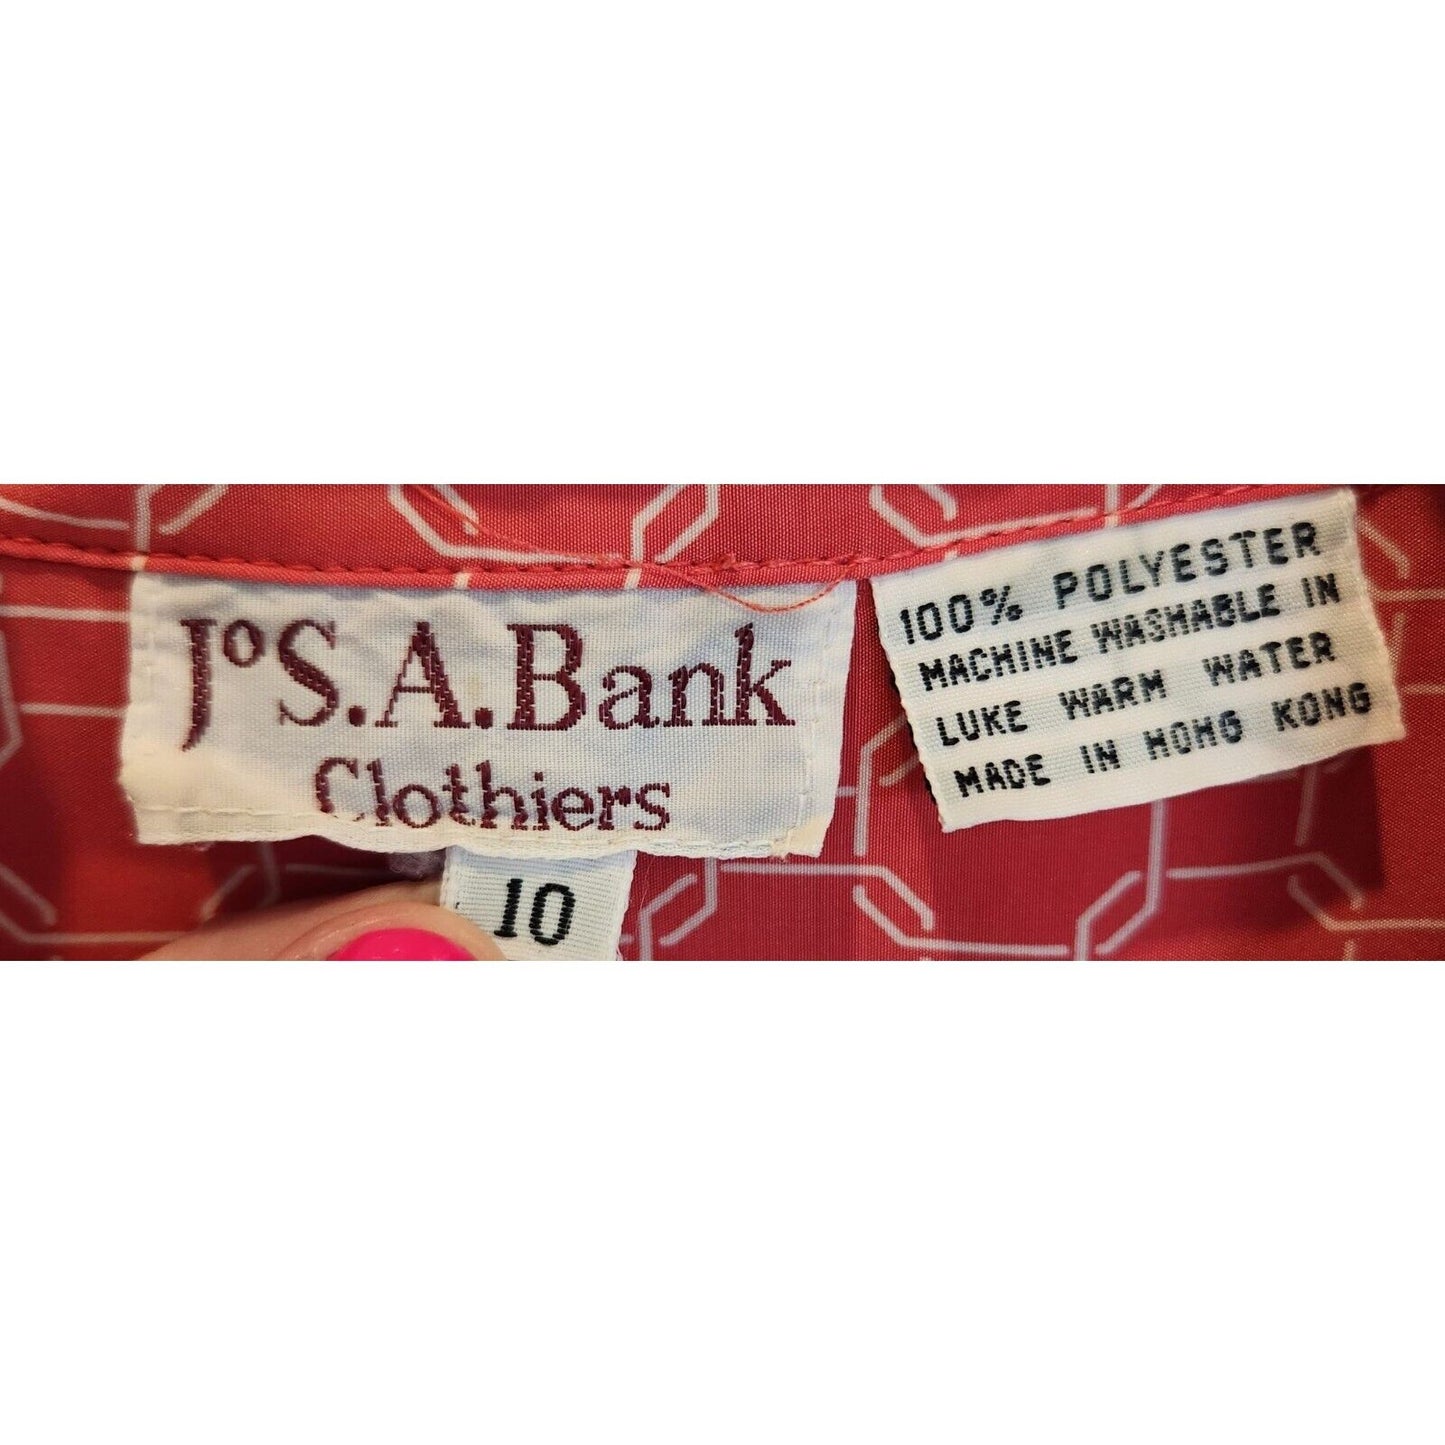 JoS.A.Bank
Clothiers
10
100% POLYESTER
MACHINE WASHABLE IN
LUKE WARM WATER
MADE IN HONG KONG